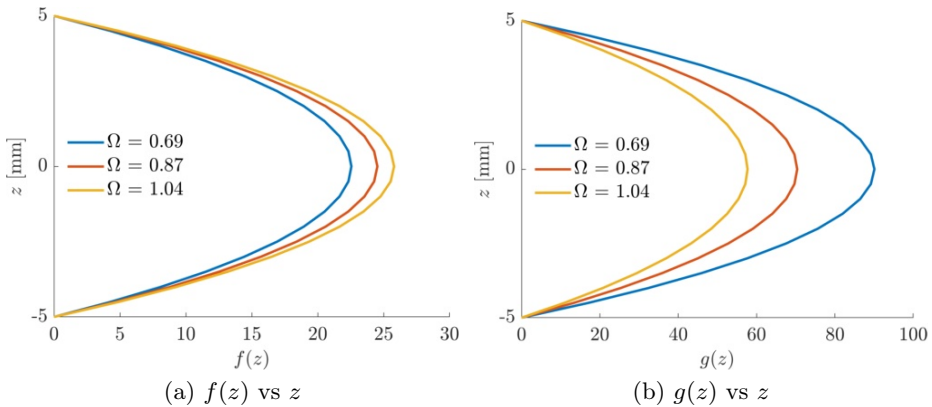 5
z [mm]
0
-5
Ω = 0.69
Ω = 0.87
Ω = 1.04
0 5 10 15 20 25 30
f(z)
(a) f(z) vs z
5
z [mm]
0
-5
Ω = 0.69
Ω = 0.87
Ω = 1.04
0 20 40 60 80 100
g(z)
(b) g(z) vs z